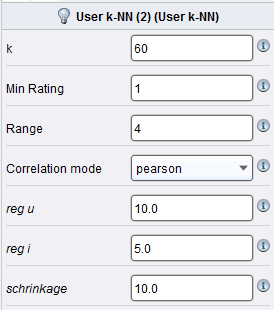 User k-NN (2) (User k-NN)
k 60
Min Rating 1
Range 4
Correlation mode pearson
reg u 10.0
reg i 5.0
schrinkage 10.0